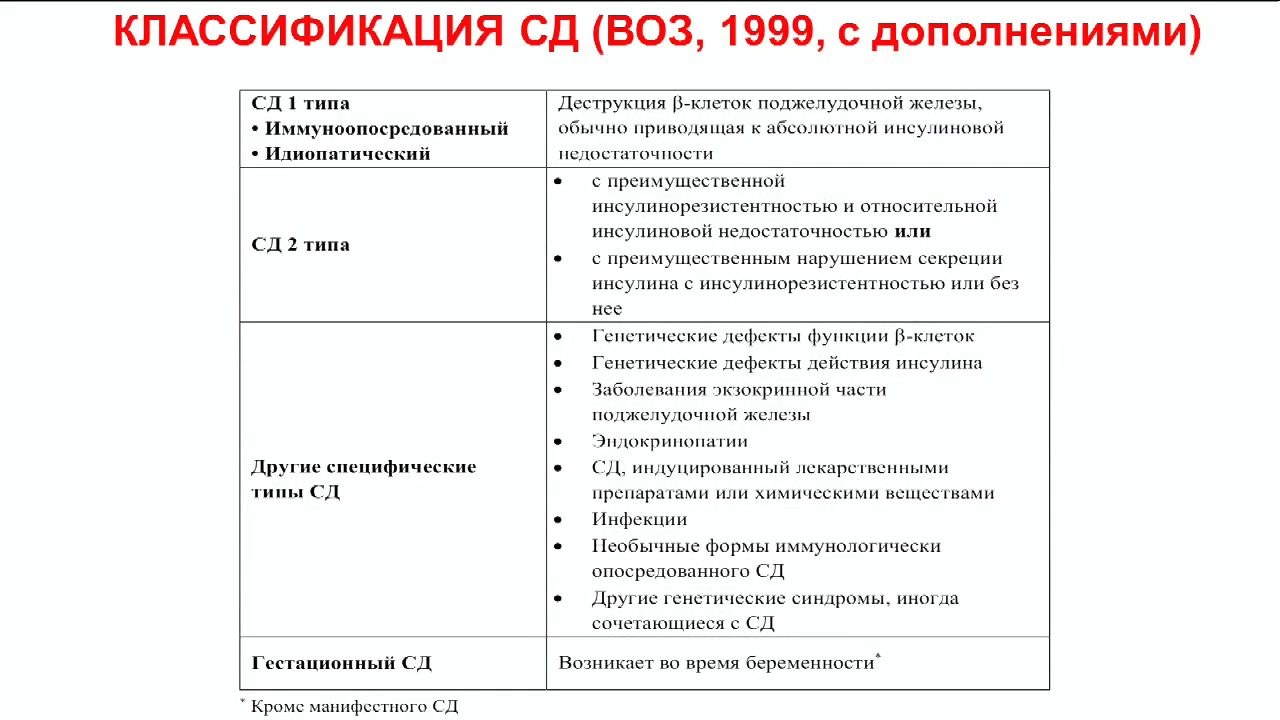 КЛАССИФИКАЦИЯ СД (ВОЗ, 1999, с дополнениями)
СД 1 типа
• Иммуноопосредованный
• Идиопатический
Деструкция β-клеток поджелудочной железы,
обычно приводящая к абсолютной инсулиновой
недостаточности
СД 2 типа
• с преимущественной
инсулинорезистентностью и относительной
инсулиновой недостаточностью или
• с преимущественным нарушением секреции
инсулина с инсулинорезистентностью или без
нее
Другие специфические
типы СД
• Генетические дефекты функции β-клеток
• Генетические дефекты действия инсулина
• Заболевания экзокринной части
поджелудочной железы
• Эндокринопатии
• СД, индуцированный лекарственными
препаратами или химическими веществами
• Инфекции
• Необычные формы иммунологически
опосредованного СД
• Другие генетические синдромы, иногда
сочетающиеся с СД
Гестационный СД
Возникает во время беременности*
* Кроме манифестного СД